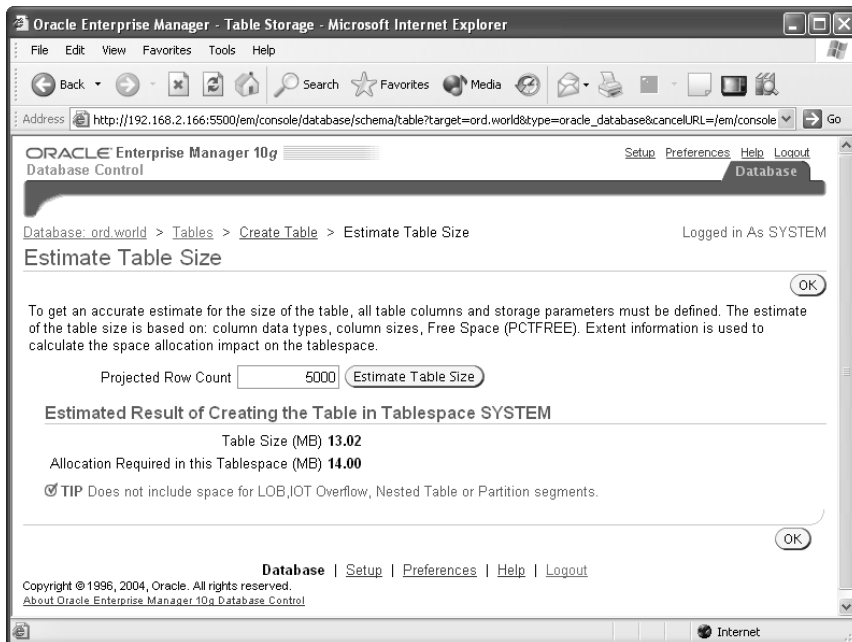 Oracle Enterprise Manager - Table Storage - Microsoft Internet Explorer
File Edit View Favorites Tools Help
Back Search Favorites Media
Address http://192.168.2.166:5500/em/console/database/schema/table?target=ord.world&type=oracle_database&cancelURL=/em/console Go
ORACLE Enterprise Manager 10g
Setup Preferences Help Logout
Database Control
Database
Database: ord.world > Tables > Create Table > Estimate Table Size
Logged in As SYSTEM
Estimate Table Size
OK
To get an accurate estimate for the size of the table, all table columns and storage parameters must be defined. The estimate
of the table size is based on: column data types, column sizes, Free Space (PCTFREE). Extent information is used to
calculate the space allocation impact on the tablespace.
Projected Row Count 5000 Estimate Table Size
Estimated Result of Creating the Table in Tablespace SYSTEM
Table Size (MB) 13.02
Allocation Required in this Tablespace (MB) 14.00
TIP Does not include space for LOB,IOT Overflow, Nested Table or Partition segments.
OK
Database | Setup | Preferences | Help | Logout
Copyright © 1996, 2004, Oracle. All rights reserved.
About Oracle Enterprise Manager 10g Database Control
Internet